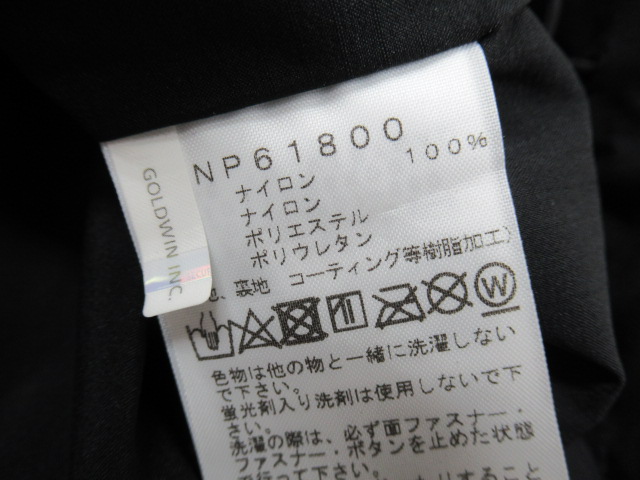 GOLDWIN INC.
NP61800
100%
ナイロン
ナイロン
ポリエステル
ポリウレタン
地、裏地 コーティング等樹脂加工)
W
色物は他の物と一緒に洗濯しない
で下さい。
蛍光剤入り洗剤は使用しないで下
さい。
洗濯の際は、必ず面ファスナー・
ファスナー・ボタンを止めた状態
で行って下さい。